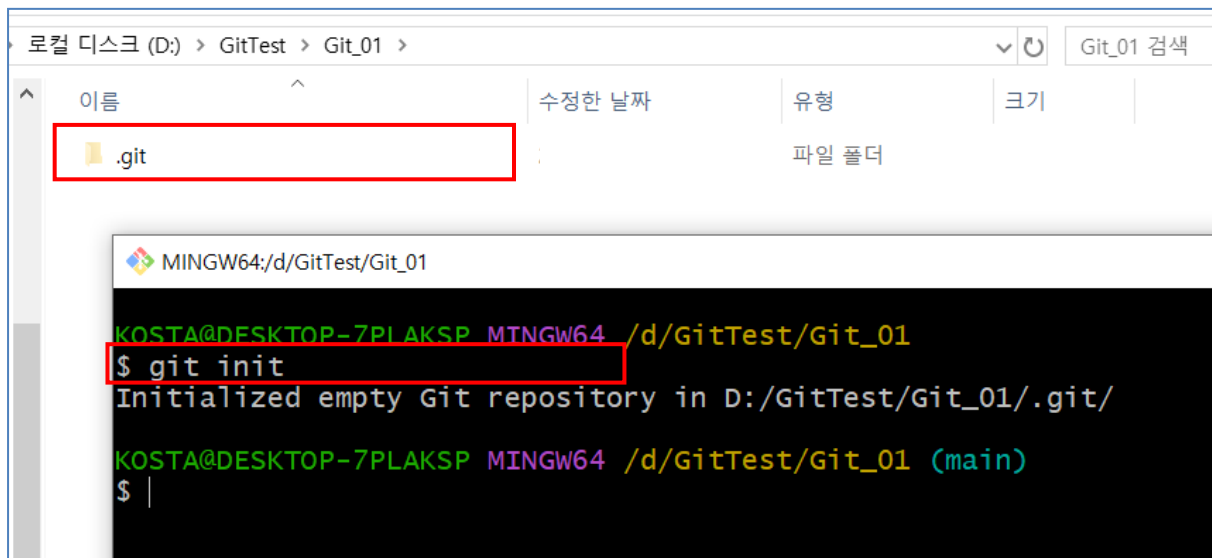 로컬 디스크 (D:) > GitTest > Git_01 >
Git_01 검색
이름 수정한 날짜 유형 크기
.git 파일 폴더
MINGW64:/d/GitTest/Git_01
KOSTA@DESKTOP-7PLAKSP MINGW64 /d/GitTest/Git_01
$ git init
Initialized empty Git repository in D:/GitTest/Git_01/.git/
KOSTA@DESKTOP-7PLAKSP MINGW64 /d/GitTest/Git_01 (main)
$